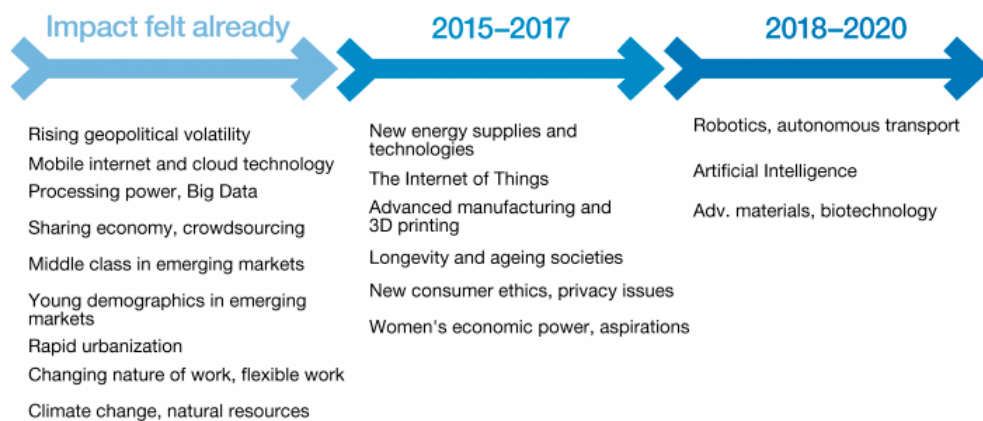 Impact felt already
2015–2017
2018–2020
Rising geopolitical volatility
Mobile internet and cloud technology
Processing power, Big Data
Sharing economy, crowdsourcing
Middle class in emerging markets
Young demographics in emerging
markets
Rapid urbanization
Changing nature of work, flexible work
Climate change, natural resources
New energy supplies and
technologies
The Internet of Things
Advanced manufacturing and
3D printing
Longevity and ageing societies
New consumer ethics, privacy issues
Women's economic power, aspirations
Robotics, autonomous transport
Artificial Intelligence
Adv. materials, biotechnology